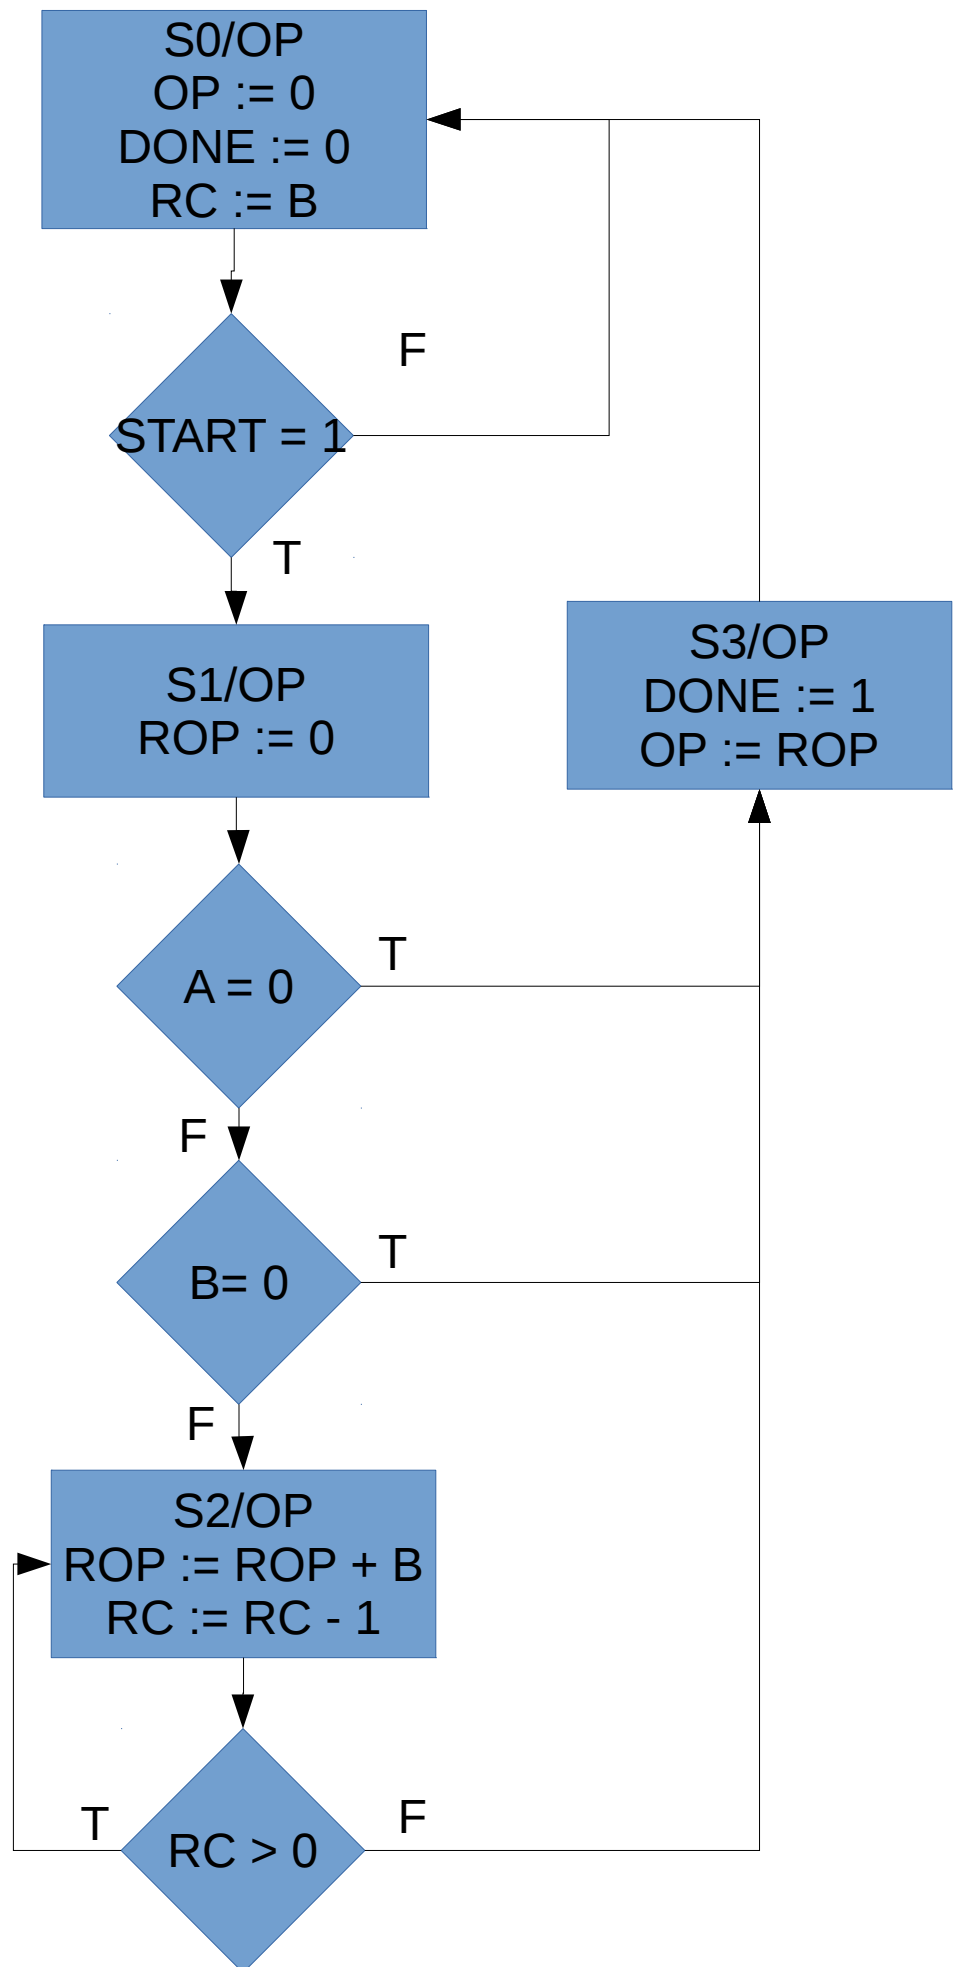 S0/OP
OP := 0
DONE := 0
RC := B
F
START = 1
T
S1/OP
ROP := 0
S3/OP
DONE := 1
OP := ROP
T
A = 0
F
T
B= 0
F
S2/OP
ROP := ROP + B
RC := RC - 1
T
F
RC > 0